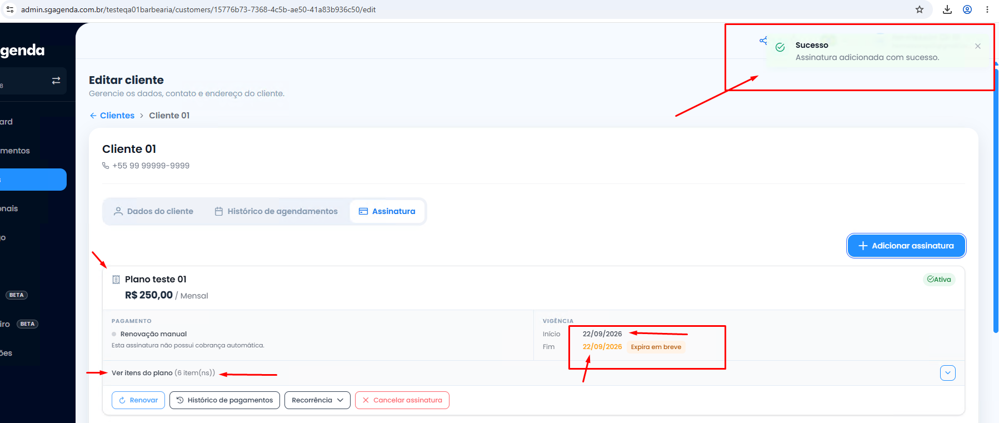 admin.sgagenda.com.br/testeqa01barbearia/customers/15776b73-7368-4c5b-ae50-41a83b936c50/edit
genda
8
ard
mentos
s
onais
jo
BETA
iro BETA
ões
Sucesso
Assinatura adicionada com sucesso.
Editar cliente
Gerencie os dados, contato e endereço do cliente.
← Clientes > Cliente 01
Cliente 01
+55 99 99999-9999
Dados do cliente Histórico de agendamentos Assinatura
+ Adicionar assinatura
Plano teste 01 Ativa
R$ 250,00 / Mensal
PAGAMENTO
Renovação manual
Esta assinatura não possui cobrança automática.
VIGÊNCIA
Início 22/09/2026
Fim 22/09/2026 Expira em breve
Ver itens do plano (6 item(ns))
Renovar Histórico de pagamentos Recorrência Cancelar assinatura